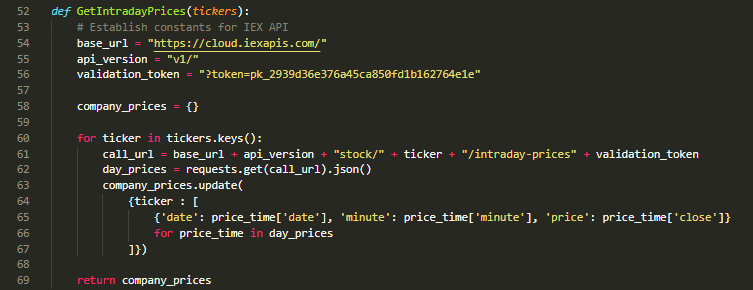 52 def GetIntradayPrices(tickers):
53 # Establish constants for IEX API
54 base_url = "https://cloud.iexapis.com/"
55 api_version = "v1/"
56 validation_token = "?token=pk_2939d36e376a45ca850fd1b162764e1e"
57
58 company_prices = {}
59
60 for ticker in tickers.keys():
61 call_url = base_url + api_version + "stock/" + ticker + "/intraday-prices" + validation_token
62 day_prices = requests.get(call_url).json()
63 company_prices.update(
64 {ticker : [
65 {'date': price_time['date'], 'minute': price_time['minute'], 'price': price_time['close']}
66 for price_time in day_prices
67 ]})
68
69 return company_prices